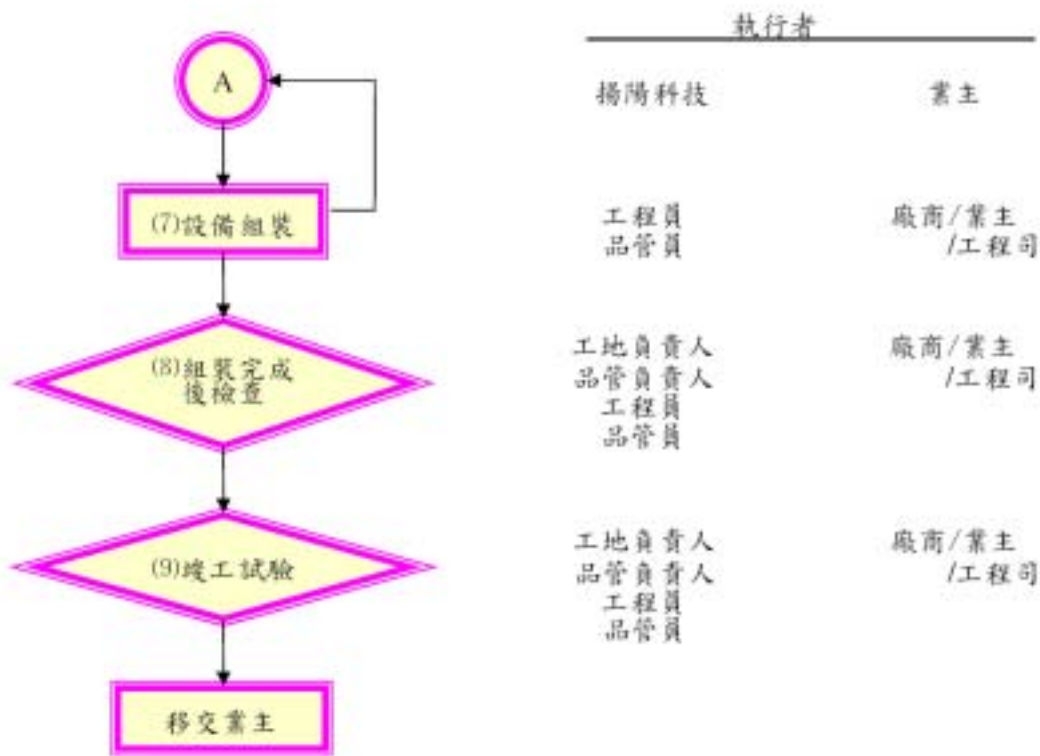 執行者
揚陽科技 業主
A
(7)設備組裝
工程員 廠商/業主
品管員 /工程司
(8)組裝完成
後檢查
工地負責人 廠商/業主
品管負責人 /工程司
工程員
品管員
(9)竣工試驗
工地負責人 廠商/業主
品管負責人 /工程司
工程員
品管員
移交業主